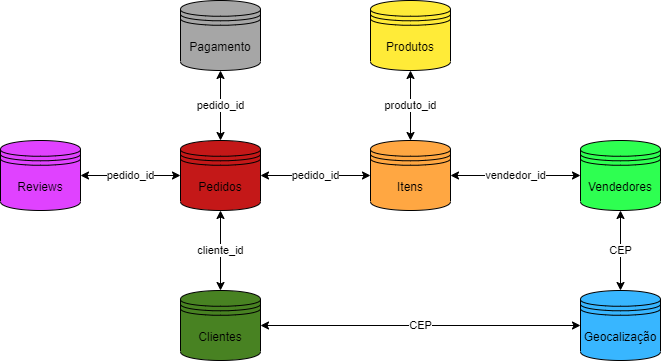 Pagamento
Produtos
pedido_id
produto_id
Reviews
pedido_id
Pedidos
pedido_id
Itens
vendedor_id
Vendedores
cliente_id
CEP
Clientes
CEP
Geocalização